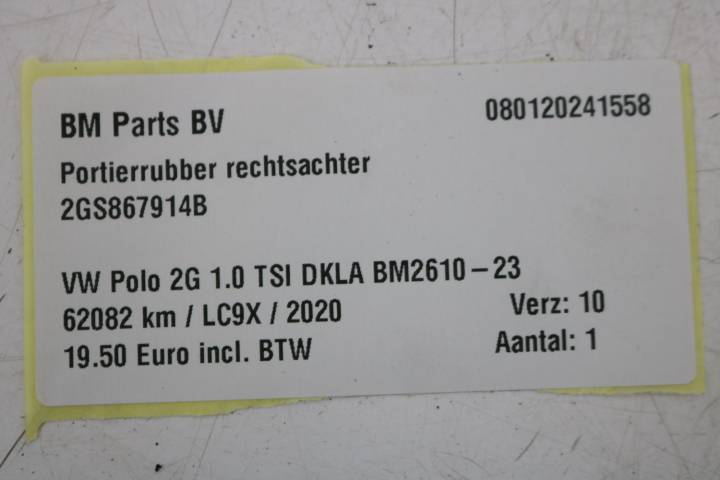 BM Parts BV 080120241558
Portierrubber rechtsachter
2GS867914B
VW Polo 2G 1.0 TSI DKLA BM2610-23
62082 km / LC9X / 2020 Verz: 10
19.50 Euro incl. BTW Aantal: 1